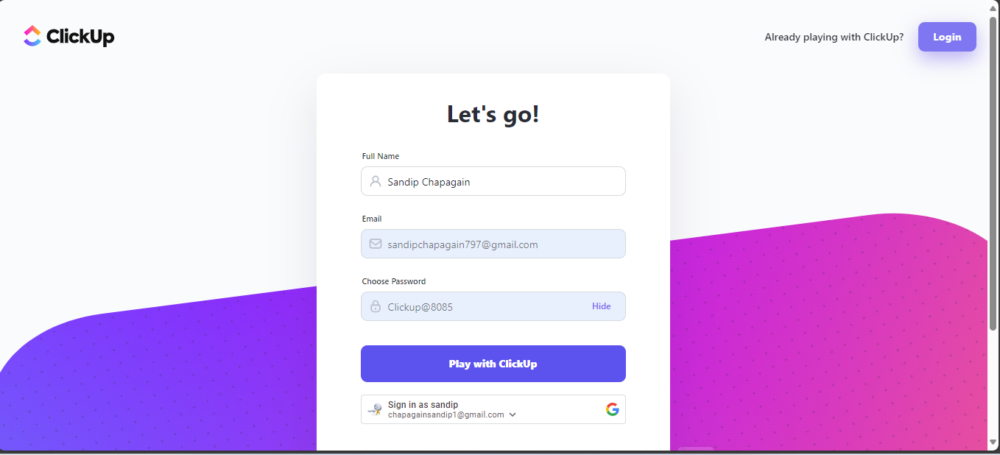 ClickUp
Already playing with ClickUp?
Login
Let's go!
Full Name
Sandip Chapagain
Email
sandipchapagain797@gmail.com
Choose Password
Clickup@8085
Hide
Play with ClickUp
Sign in as sandip
chapagainsandip1@gmail.com